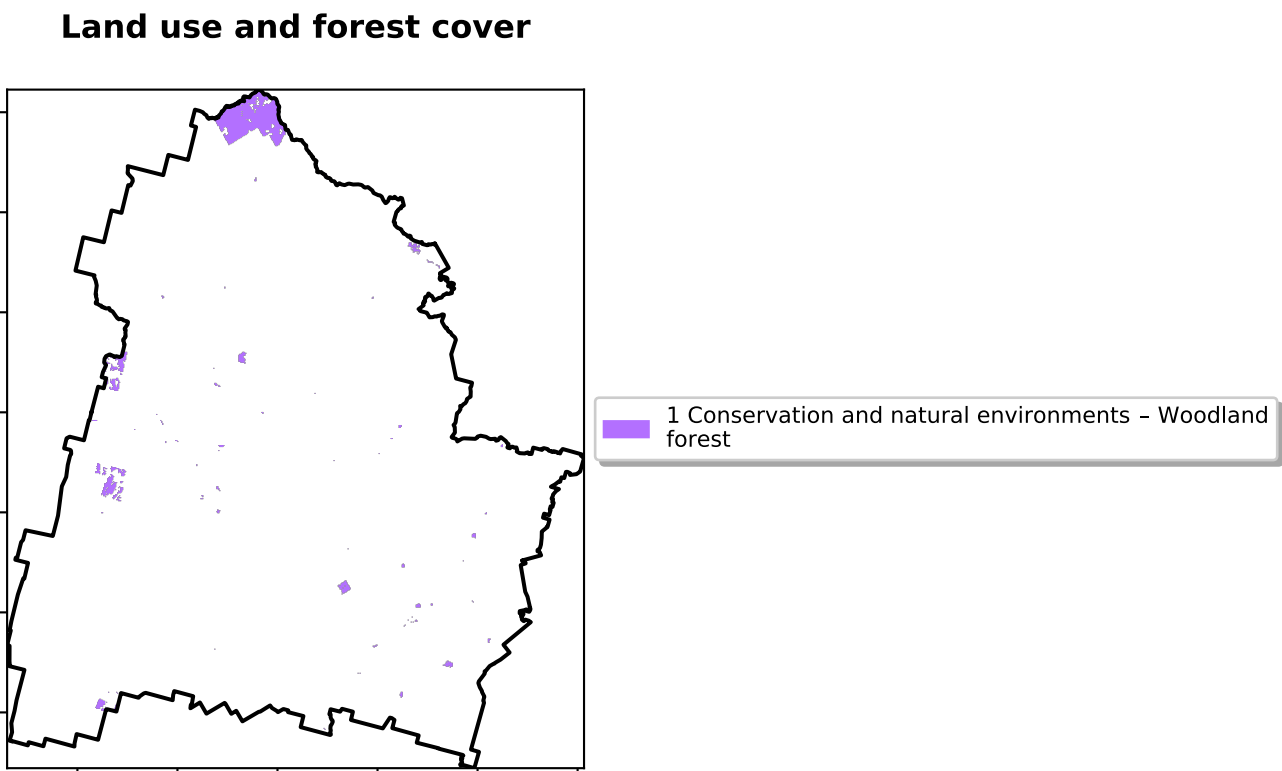 Land use and forest cover
1 Conservation and natural environments – Woodland
forest